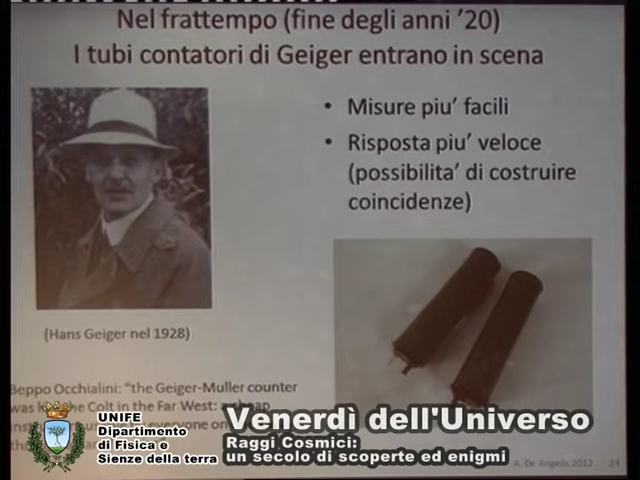 Nel frattempo (fine degli anni '20)
I tubi contatori di Geiger entrano in scena
• Misure piu' facili
• Risposta piu' veloce
(possibilita' di costruire
coincidenze)
(Hans Geiger nel 1928)
Beppo Occhialini: “the Geiger-Muller counter
was Colt in the Far West: a cheap
everyone on
UNIFE
Dipartimento
di Fisica e
Sienze della terra
Venerdì dell'Universo
Raggi Cosmici:
un secolo di scoperte ed enigmi
A. De Angelis 2012 24